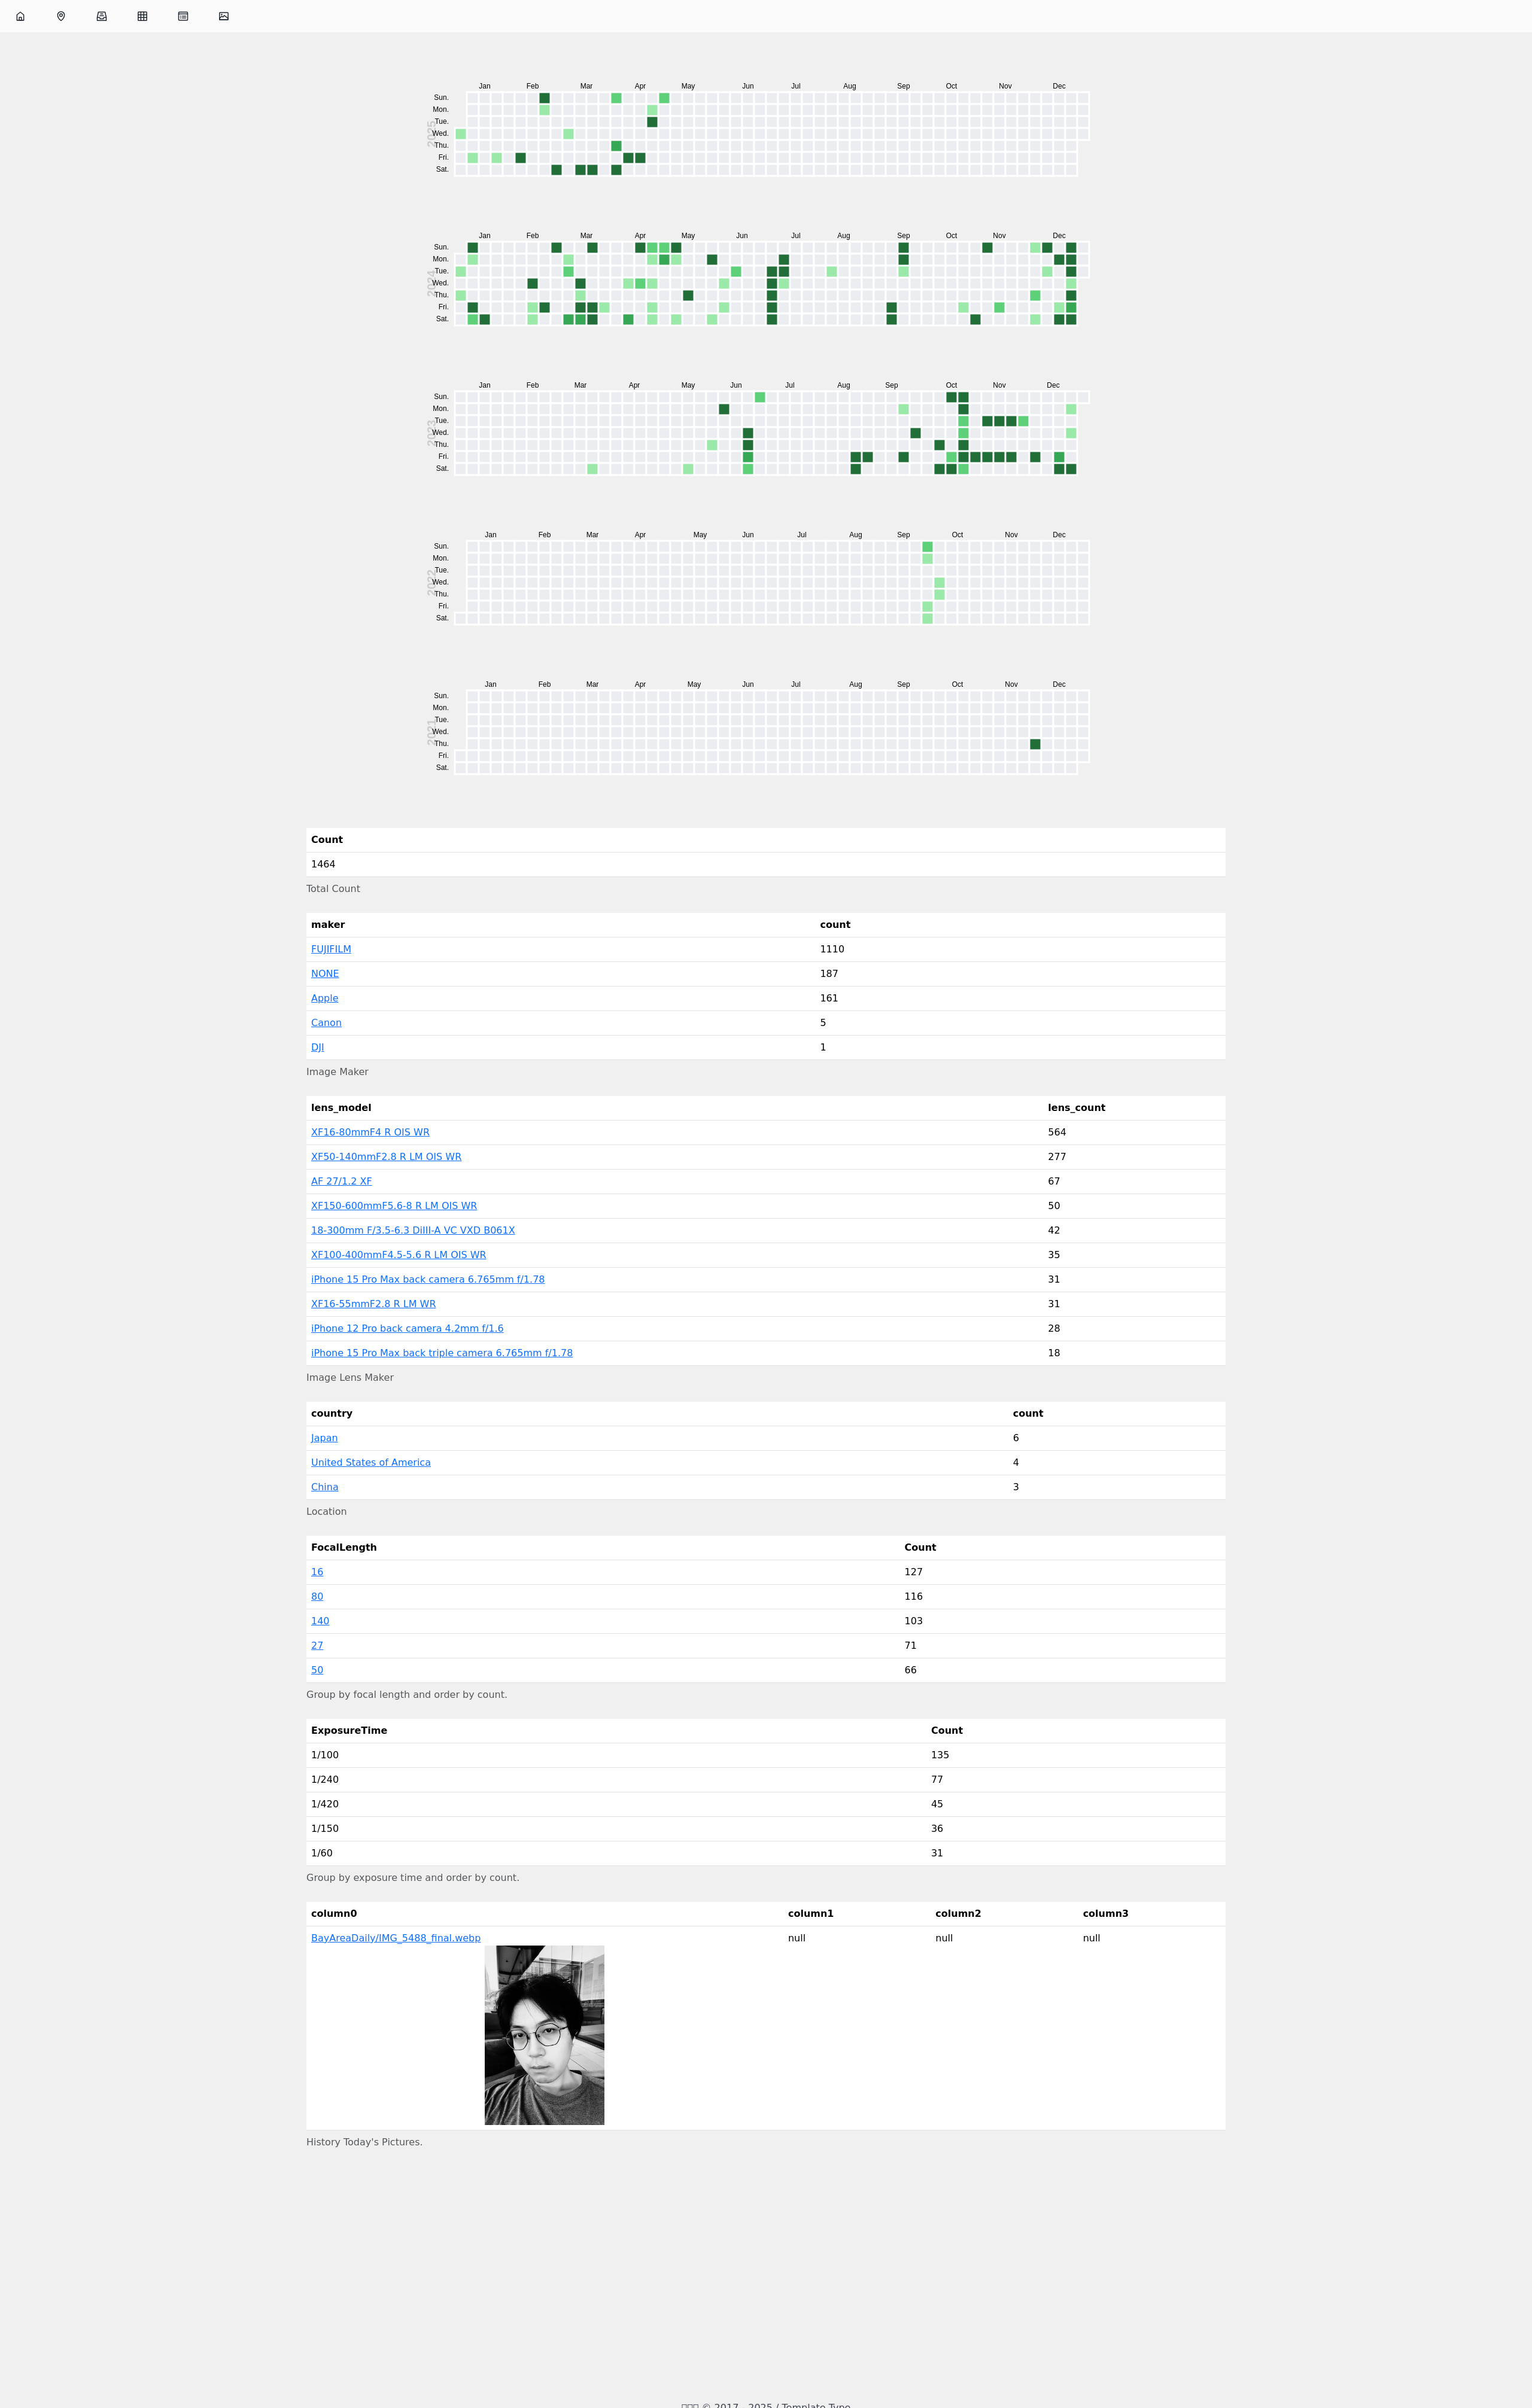 Jan Feb Mar Apr May Jun Jul Aug Sep Oct Nov Dec
2025
Sun.
Mon.
Tue.
Wed.
Thu.
Fri.
Sat.
Jan Feb Mar Apr May Jun Jul Aug Sep Oct Nov Dec
2024
Sun.
Mon.
Tue.
Wed.
Thu.
Fri.
Sat.
Jan Feb Mar Apr May Jun Jul Aug Sep Oct Nov Dec
2023
Sun.
Mon.
Tue.
Wed.
Thu.
Fri.
Sat.
Jan Feb Mar Apr May Jun Jul Aug Sep Oct Nov Dec
2022
Sun.
Mon.
Tue.
Wed.
Thu.
Fri.
Sat.
Jan Feb Mar Apr May Jun Jul Aug Sep Oct Nov Dec
2021
Sun.
Mon.
Tue.
Wed.
Thu.
Fri.
Sat.
Count
1464
Total Count
maker count
FUJIFILM 1110
NONE 187
Apple 161
Canon 5
DJI 1
Image Maker
lens_model lens_count
XF16-80mmF4 R OIS WR 564
XF50-140mmF2.8 R LM OIS WR 277
AF 27/1.2 XF 67
XF150-600mmF5.6-8 R LM OIS WR 50
18-300mm F/3.5-6.3 DiIII-A VC VXD B061X 42
XF100-400mmF4.5-5.6 R LM OIS WR 35
iPhone 15 Pro Max back camera 6.765mm f/1.78 31
XF16-55mmF2.8 R LM WR 31
iPhone 12 Pro back camera 4.2mm f/1.6 28
iPhone 15 Pro Max back triple camera 6.765mm f/1.78 18
Image Lens Maker
country count
Japan 6
United States of America 4
China 3
Location
FocalLength Count
16 127
80 116
140 103
27 71
50 66
Group by focal length and order by count.
ExposureTime Count
1/100 135
1/240 77
1/420 45
1/150 36
1/60 31
Group by exposure time and order by count.
column0 column1 column2 column3
BayAreaDaily/IMG_5488_final.webp null null null
History Today's Pictures.
© 2017 - 2025 / Template Type